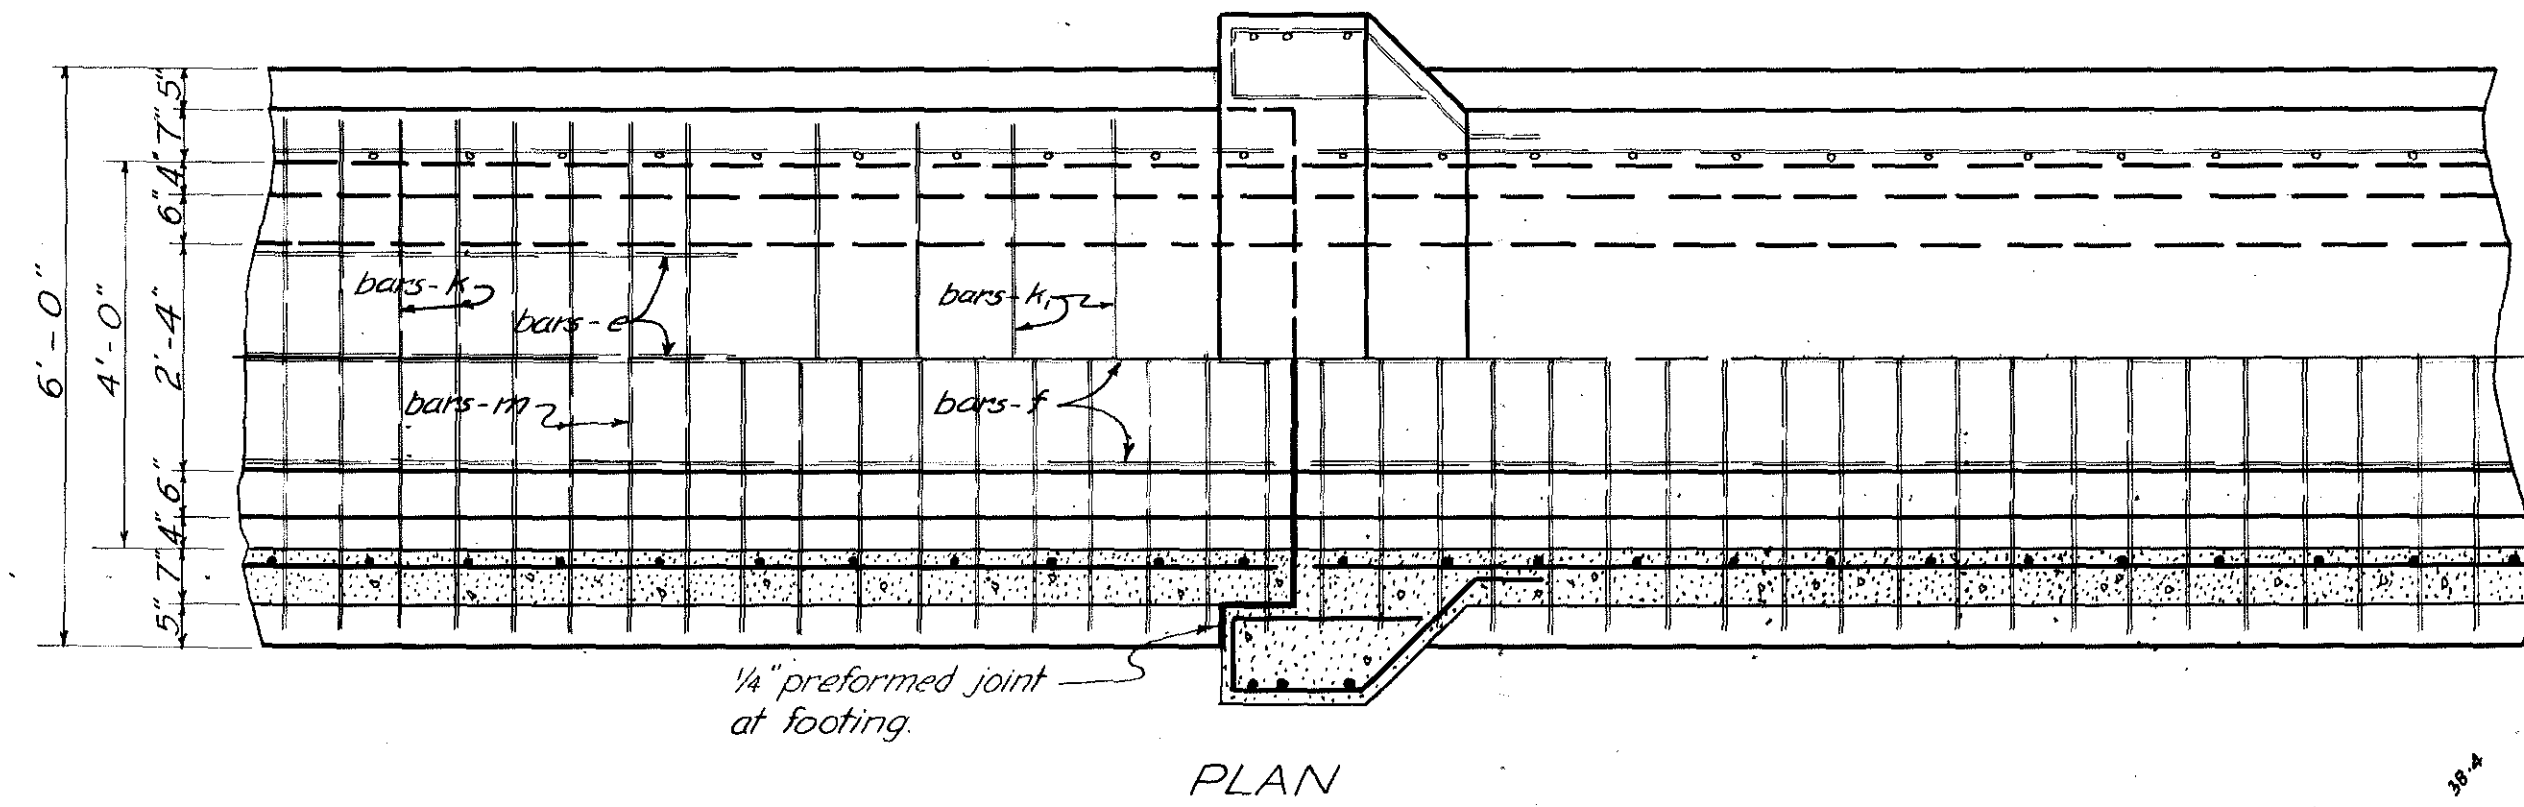 6'-0"
4'-0"
5"
7"
4"
6"
2'-4"
6"
4"
7"
5"
bars-k
bars-e
bars-k₁
bars-m
bars-f
1/4" preformed joint
at footing.
PLAN
38-4